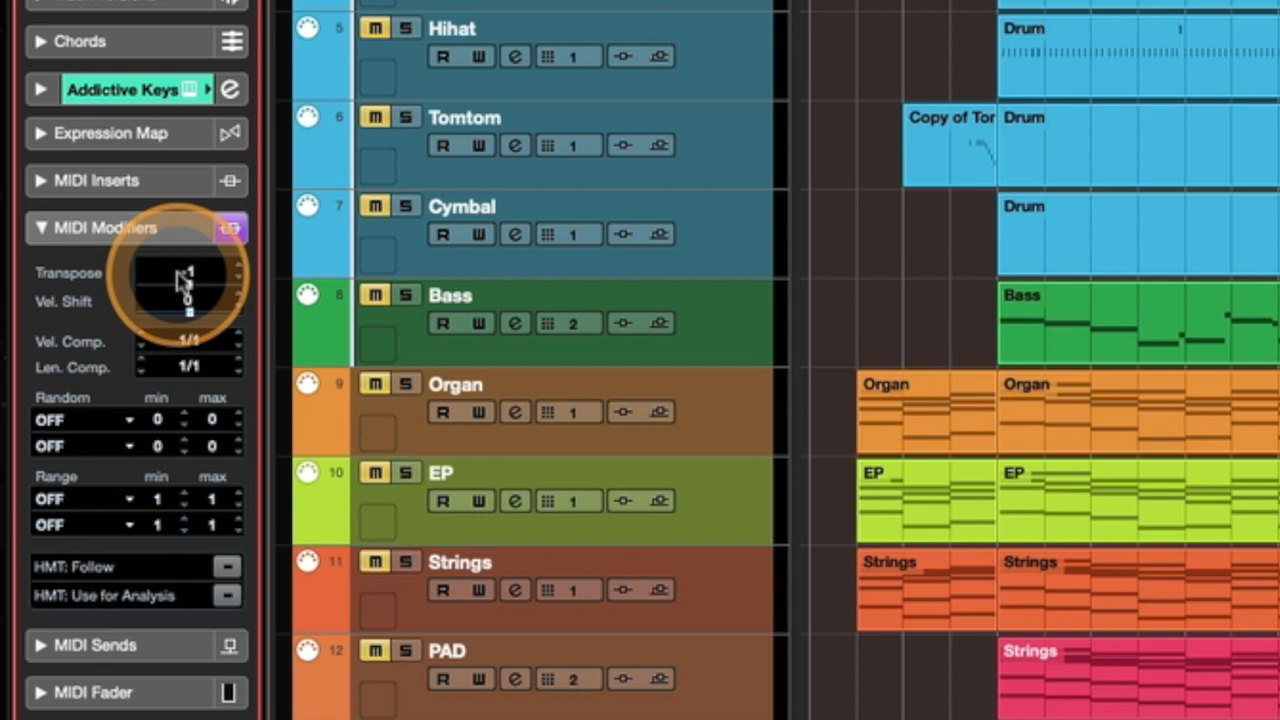 Chords
Addictive Keys
Expression Map
MIDI Inserts
MIDI Modifiers
Transpose -1
Vel. Shift 0
Vel. Comp. 1/1
Len. Comp. 1/1
Random min max
OFF 0 0
OFF 0 0
Range min max
OFF 1 1
OFF 1 1
HMT: Follow
HMT: Use for Analysis
MIDI Sends
MIDI Fader
5 m S Hihat
R W e 1
6 m S Tomtom
R W e 1
7 m S Cymbal
R W e 1
8 m S Bass
R W e 2
9 m S Organ
R W e 1
10 m S EP
R W e 1
11 m S Strings
R W e 1
12 m S PAD
R W e 2
Drum
Copy of Tor Drum
Drum
Bass
Organ Organ
EP EP
Strings Strings
Strings